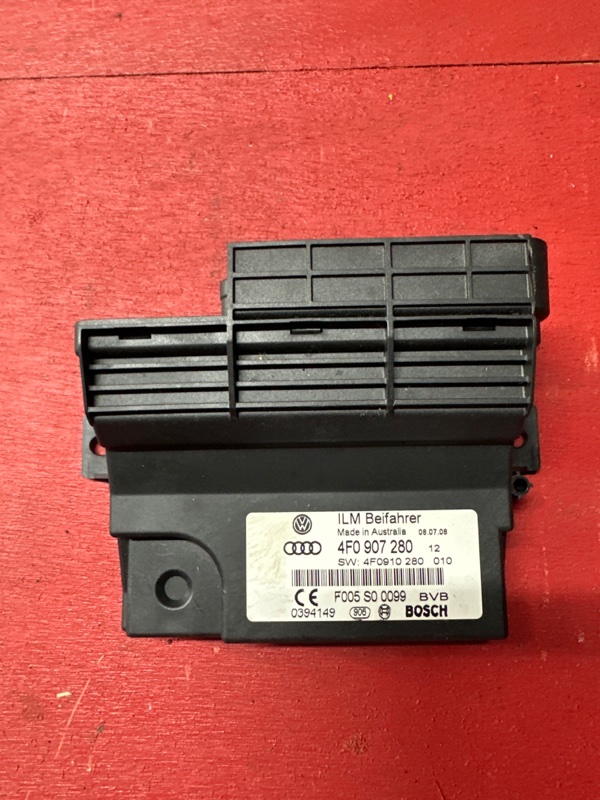 ILM Beifahrer
Made in Australia 08.07.08
4F0 907 280 12
SW: 4F0910 280 010
CE F005 S0 0099 BVB
0394149 906 BOSCH